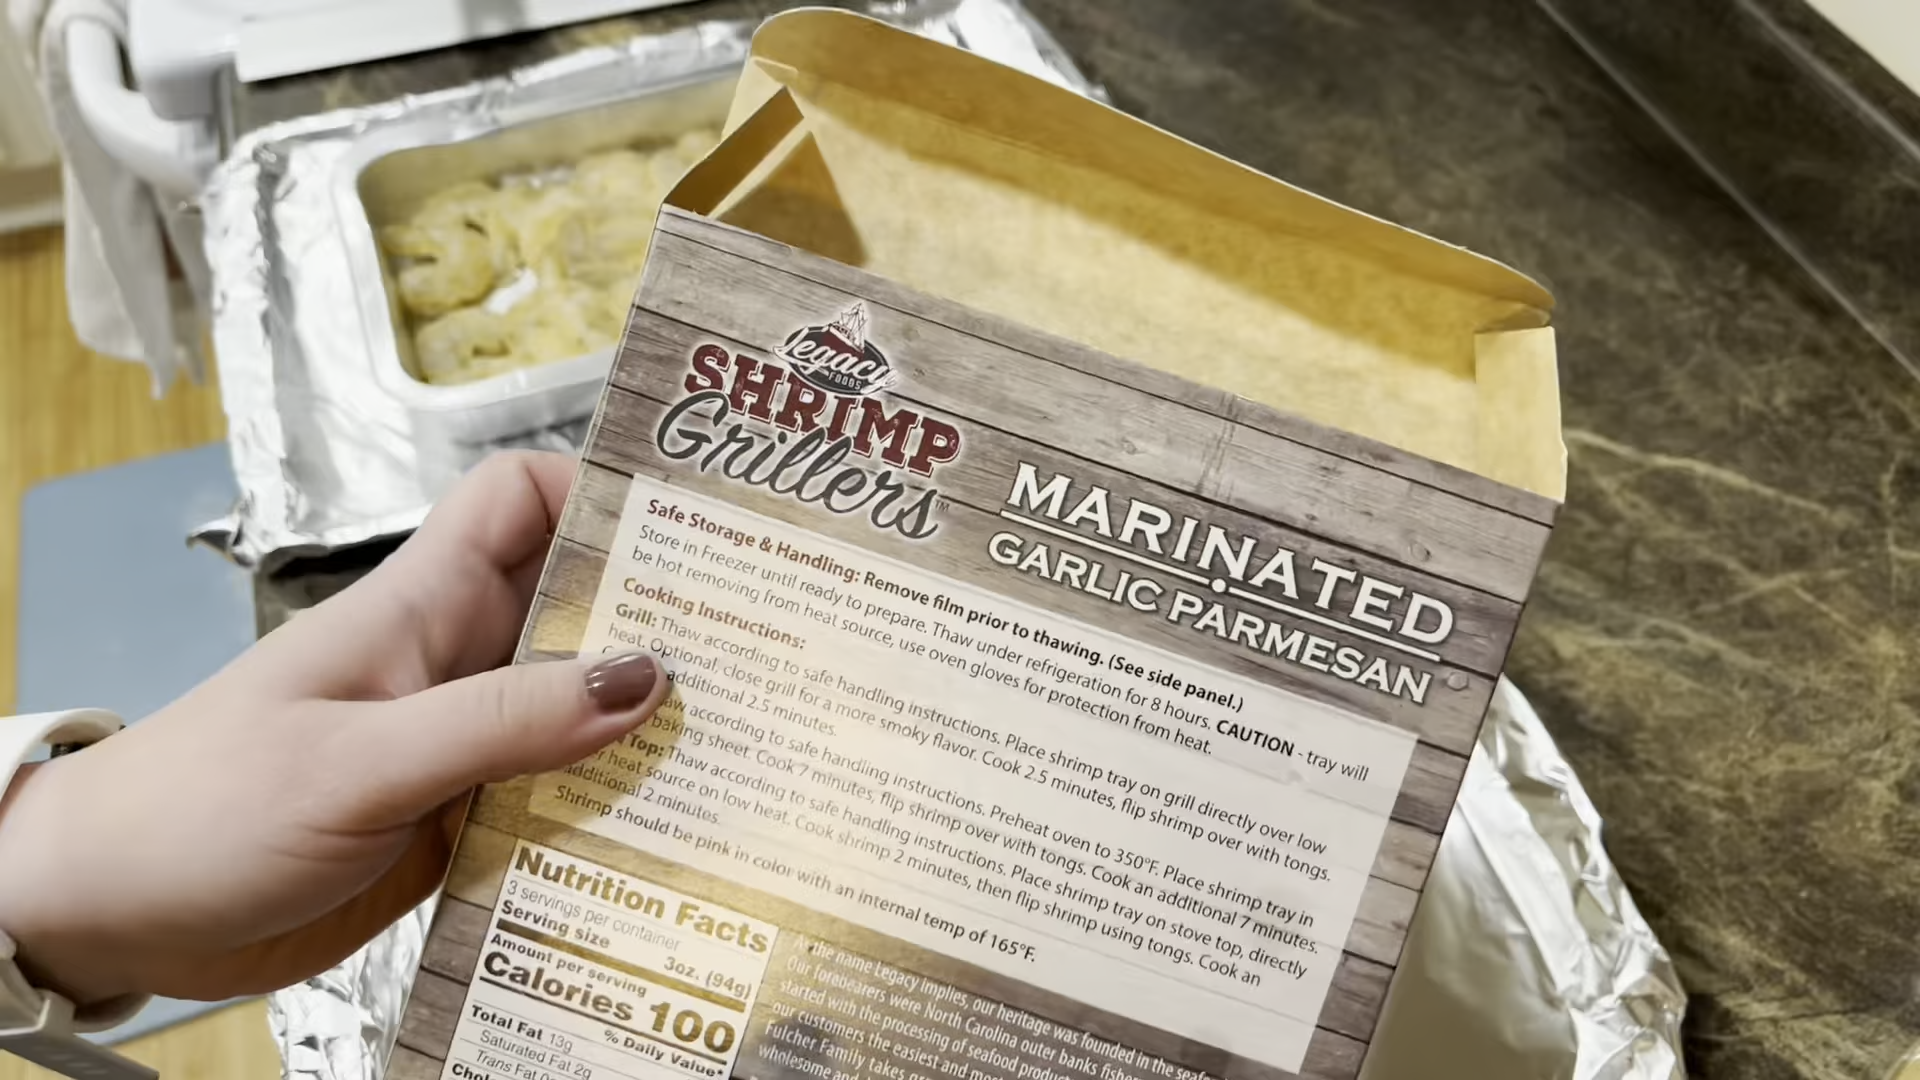 Legacy
FOODS
SHRIMP
Grillers™
MARINATED
GARLIC PARMESAN
Safe Storage & Handling: Remove film prior to thawing. (See side panel.)
Store in Freezer until ready to prepare. Thaw under refrigeration for 8 hours. CAUTION - tray will
be hot removing from heat source, use oven gloves for protection from heat.
Cooking Instructions:
Grill: Thaw according to safe handling instructions. Place shrimp tray on grill directly over low
heat. Optional, close grill for a more smoky flavor. Cook 2.5 minutes, flip shrimp over with tongs.
additional 2.5 minutes.
according to safe handling instructions. Preheat oven to 350°F. Place shrimp tray in
baking sheet. Cook 7 minutes, flip shrimp over with tongs. Cook an additional 7 minutes.
Top: Thaw according to safe handling instructions. Place shrimp tray on stove top, directly
heat source on low heat. Cook shrimp 2 minutes, then flip shrimp using tongs. Cook an
additional 2 minutes.
Shrimp should be pink in color with an internal temp of 165°F.
Nutrition Facts
3 servings per container
Serving size 3oz. (94g)
Amount per serving
Calories 100
% Daily Value*
Total Fat 13g
Saturated Fat 2g
Trans Fat
the name Legacy implies, our heritage was founded in the
Our forebearers were North Carolina outer banks
started with the processing of seafood
our customers the easiest and
Fulcher Family takes
wholesome and